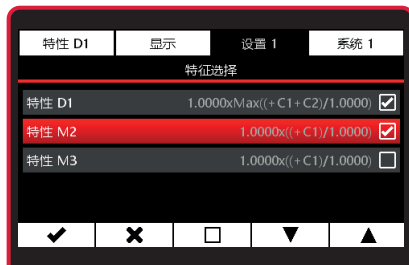 特性 D1 显示 设置 1 系统 1
特征选择
特性 D1 1.0000xMax((+C1+C2)/1.0000)
特性 M2 1.0000x((+C1)/1.0000)
特性 M3 1.0000x((+C1)/1.0000)